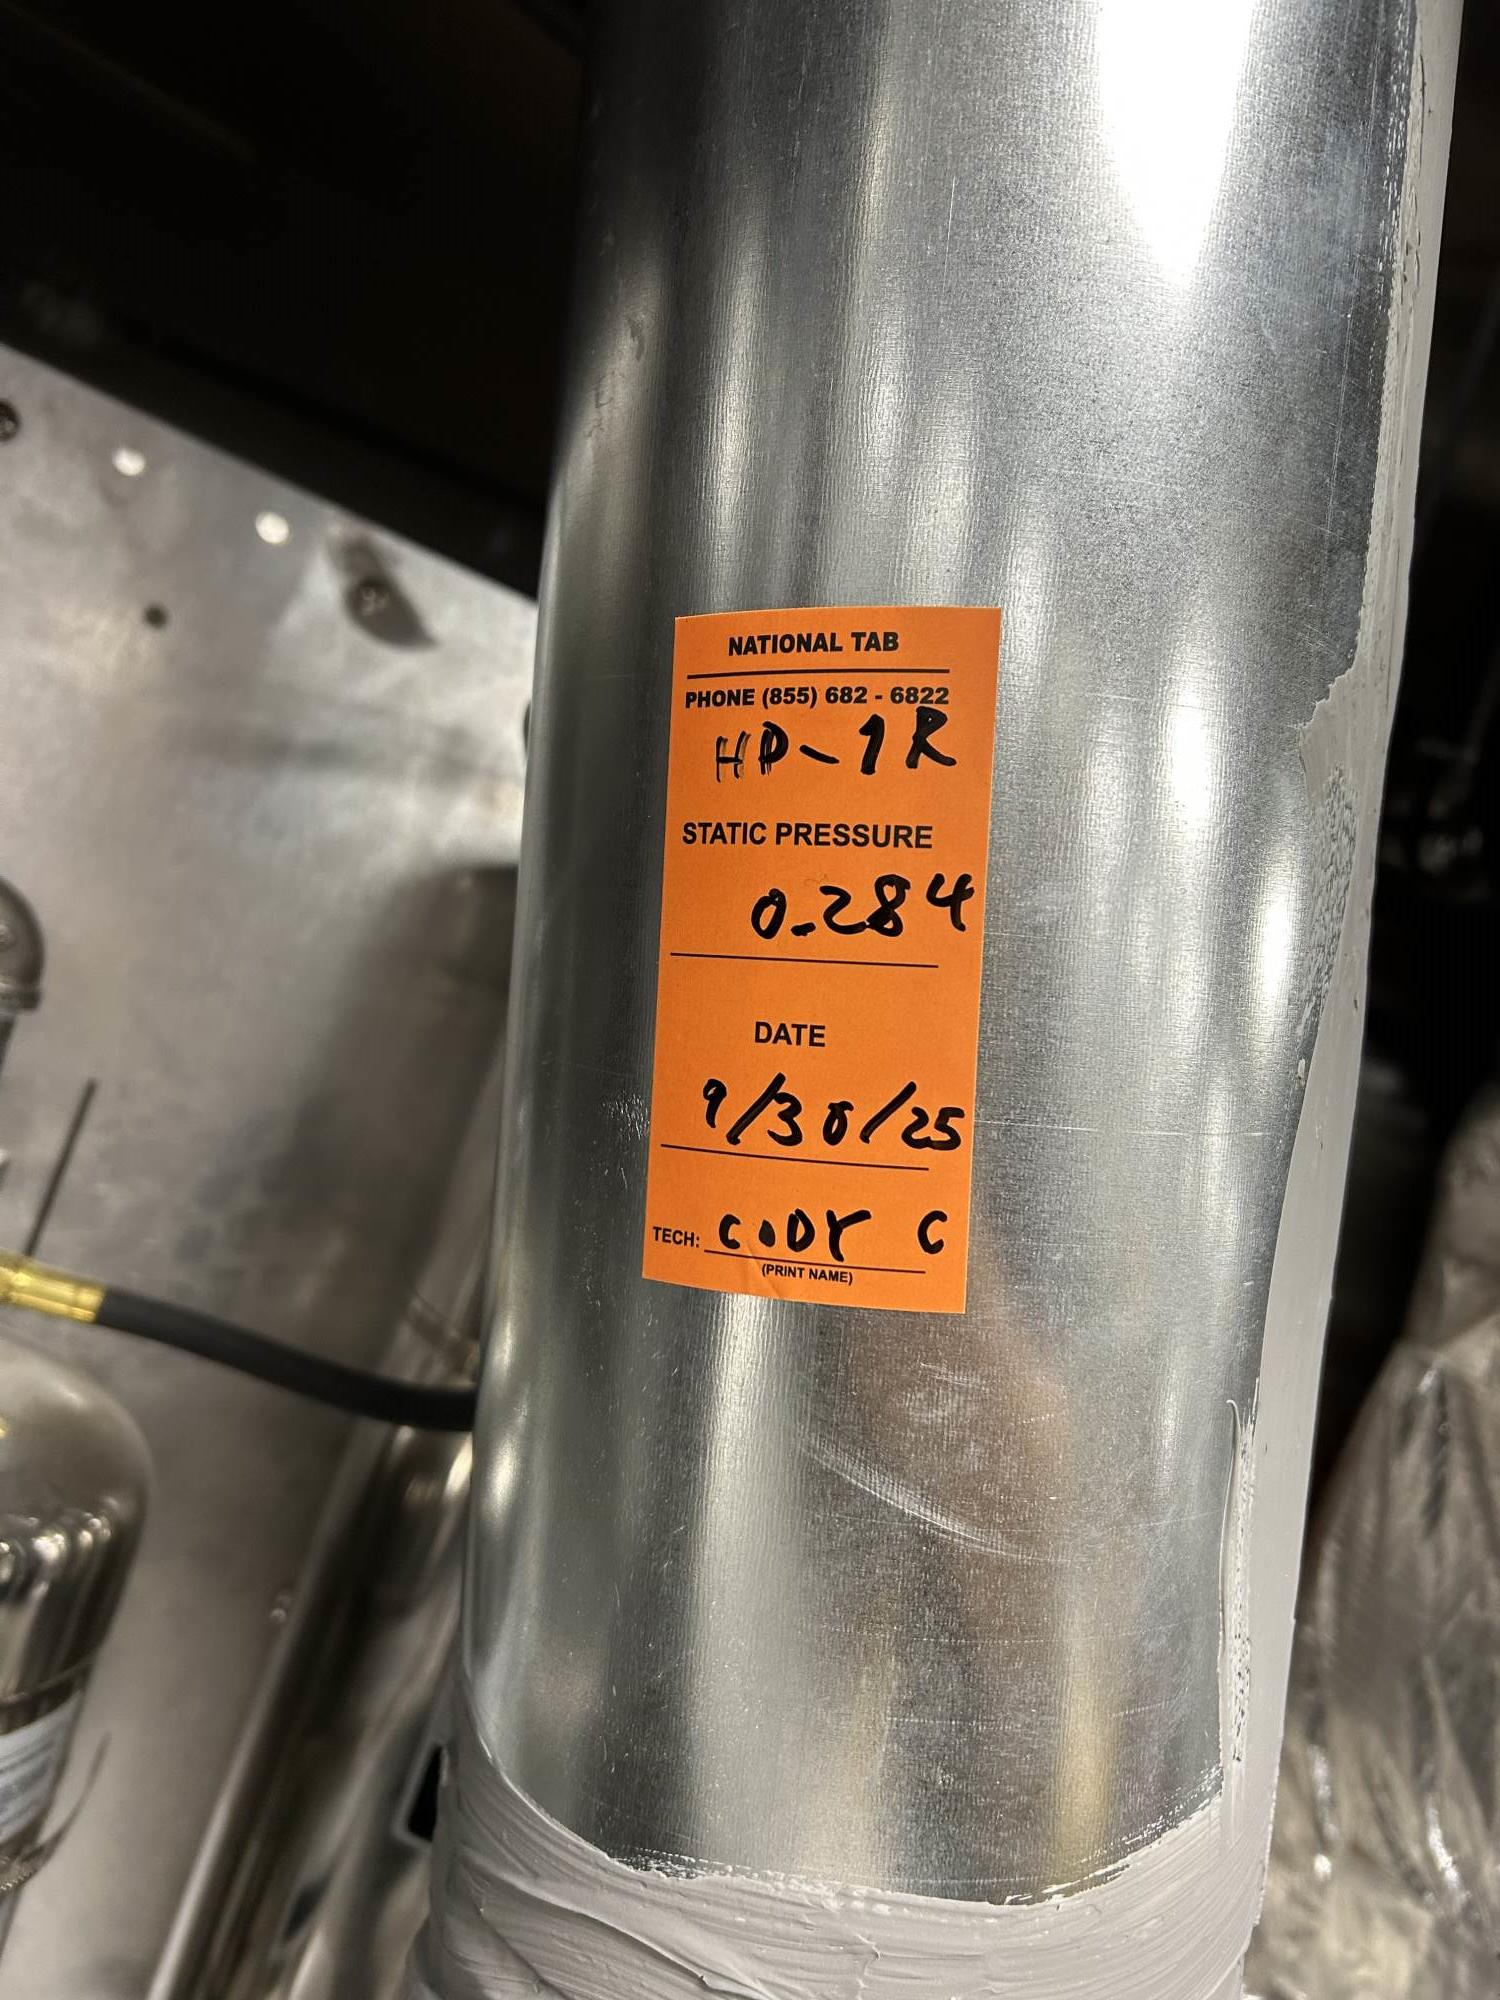 NATIONAL TAB
PHONE (855) 682 - 6822
HD-1R
STATIC PRESSURE
0.284
DATE
9/30/25
TECH: CODY C
(PRINT NAME)